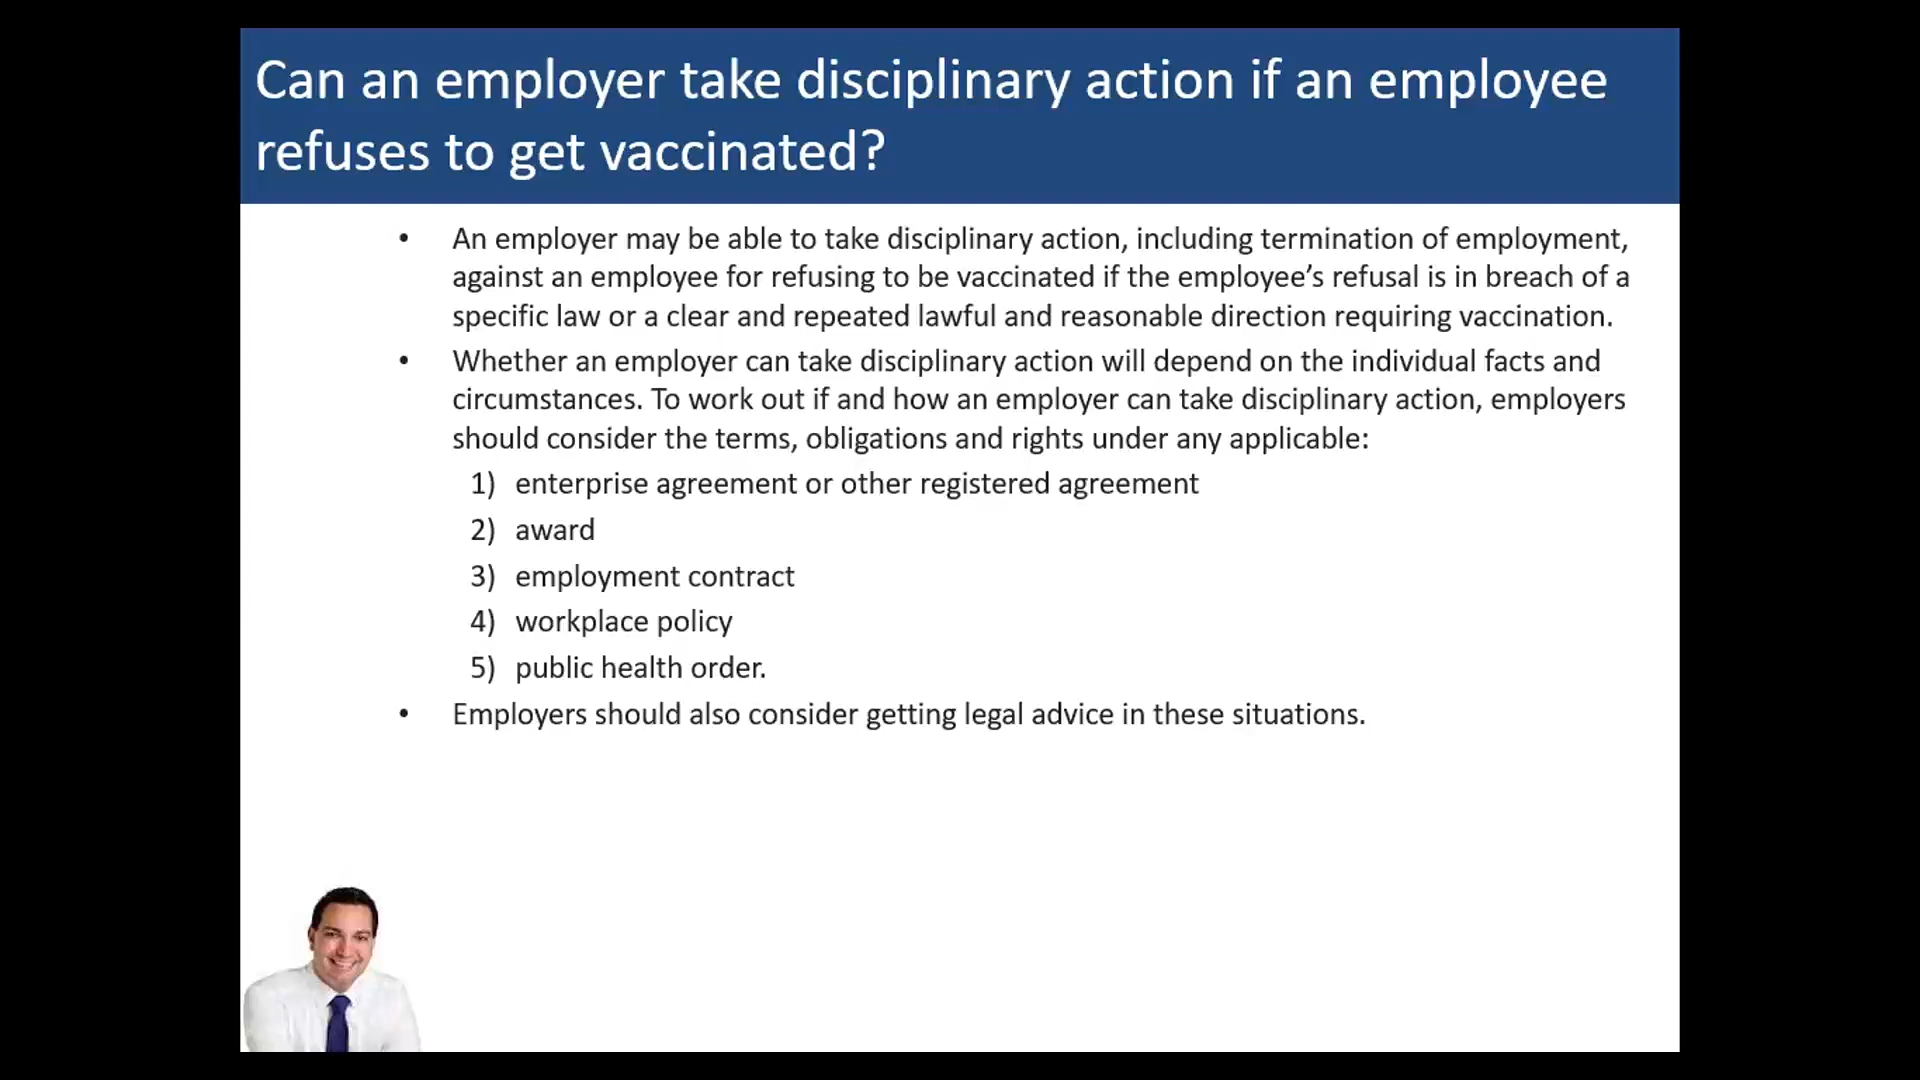 Can an employer take disciplinary action if an employee
refuses to get vaccinated?
• An employer may be able to take disciplinary action, including termination of employment,
against an employee for refusing to be vaccinated if the employee’s refusal is in breach of a
specific law or a clear and repeated lawful and reasonable direction requiring vaccination.
• Whether an employer can take disciplinary action will depend on the individual facts and
circumstances. To work out if and how an employer can take disciplinary action, employers
should consider the terms, obligations and rights under any applicable:
1) enterprise agreement or other registered agreement
2) award
3) employment contract
4) workplace policy
5) public health order.
• Employers should also consider getting legal advice in these situations.